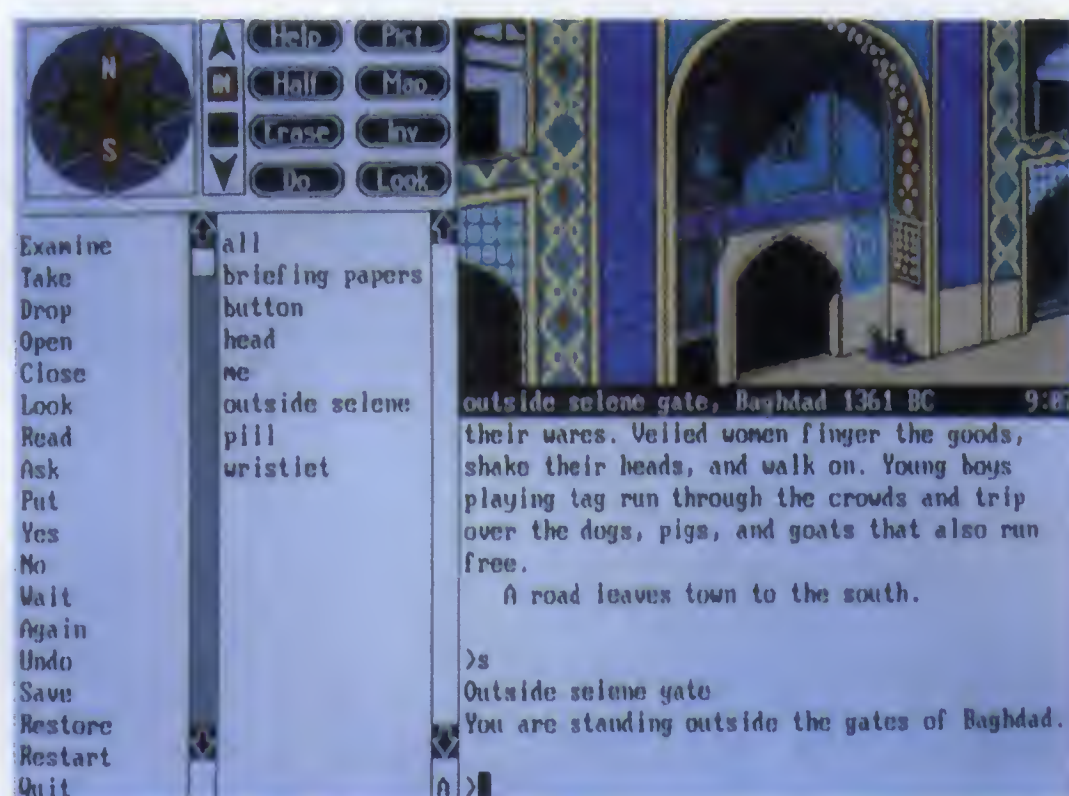 N
S
IN
Help Pict
Half Map
Erase Inv
Do Look
Examine
Take
Drop
Open
Close
Look
Read
Ask
Put
Yes
No
Wait
Again
Undo
Save
Restore
Restart
Quit
all
briefing papers
button
head
me
outside selene
pill
wristlet
outside selene gate, Baghdad 1361 BC 9:07
their wares. Veiled women finger the goods,
shake their heads, and walk on. Young boys
playing tag run through the crowds and trip
over the dogs, pigs, and goats that also run
free.
A road leaves town to the south.
>s
Outside selene gate
You are standing outside the gates of Baghdad.
A
>